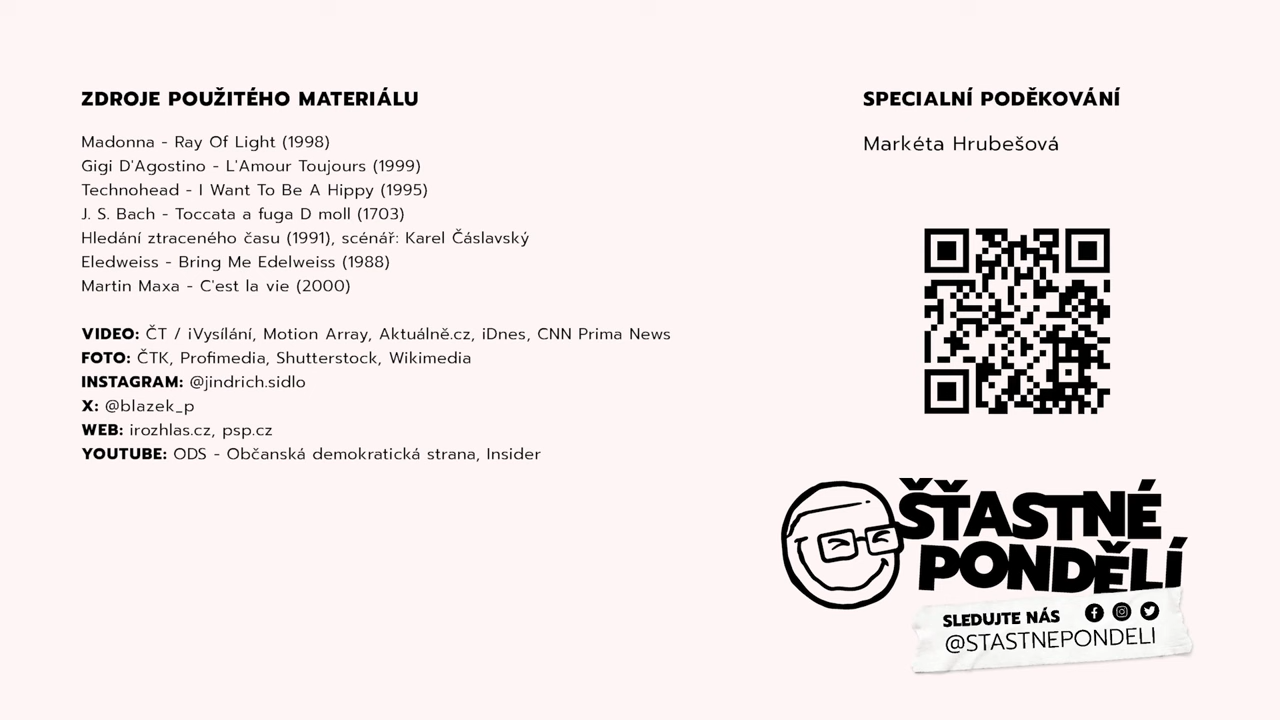 ZDROJE POUŽITÉHO MATERIÁLU
Madonna - Ray Of Light (1998)
Gigi D'Agostino - L'Amour Toujours (1999)
Technohead - I Want To Be A Hippy (1995)
J. S. Bach - Toccata a fuga D moll (1703)
Hledání ztraceného času (1991), scénář: Karel Čáslavský
Eledweiss - Bring Me Edelweiss (1988)
Martin Maxa - C'est la vie (2000)
VIDEO: ČT / iVysílání, Motion Array, Aktuálně.cz, iDnes, CNN Prima News
FOTO: ČTK, Profimedia, Shutterstock, Wikimedia
INSTAGRAM: @jindrich.sidlo
X: @blazek_p
WEB: irozhlas.cz, psp.cz
YOUTUBE: ODS - Občanská demokratická strana, Insider
SPECIALNÍ PODĚKOVÁNÍ
Markéta Hrubešová
ŠŤASTNÉ
PONDĚLÍ
SLEDUJTE NÁS
@STASTNEPONDELI